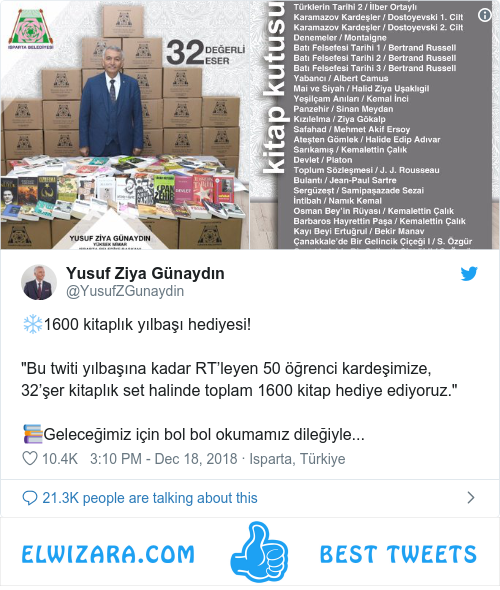 ISPARTA BELEDİYESİ
32 DEĞERLİ
ESER
YUSUF ZİYA GÜNAYDIN
YÜKSEK MİMAR
kitap kutusu
Türklerin Tarihi 2 / İlber Ortaylı
Karamazov Kardeşler / Dostoyevski 1. Cilt
Karamazov Kardeşler / Dostoyevski 2. Cilt
Denemeler / Montaigne
Batı Felsefesi Tarihi 1 / Bertrand Russell
Batı Felsefesi Tarihi 2 / Bertrand Russell
Batı Felsefesi Tarihi 3 / Bertrand Russell
Yabancı / Albert Camus
Mai ve Siyah / Halid Ziya Uşaklıgil
Yeşilçam Anıları / Kemal İnci
Panzehir / Sinan Meydan
Kızılelma / Ziya Gökalp
Safahad / Mehmet Akif Ersoy
Ateşten Gömlek / Halide Edip Adıvar
Sarıkamış / Kemalettin Çalık
Devlet / Platon
Toplum Sözleşmesi / J. J. Rousseau
Bulantı / Jean-Paul Sartre
Sergüzeşt / Samipaşazade Sezai
İntibah / Namık Kemal
Osman Bey'in Rüyası / Kemalettin Çalık
Barbaros Hayrettin Paşa / Kemalettin Çalık
Kayı Beyi Ertuğrul / Bekir Manav
Çanakkale'de Bir Gelincik Çiçeği I / S. Özgür
Yusuf Ziya Günaydın
@YusufZGunaydin
❄️1600 kitaplık yılbaşı hediyesi!
"Bu twiti yılbaşına kadar RT'leyen 50 öğrenci kardeşimize,
32'şer kitaplık set halinde toplam 1600 kitap hediye ediyoruz."
📚Geleceğimiz için bol bol okumamız dileğiyle...
10.4K 3:10 PM - Dec 18, 2018 · Isparta, Türkiye
21.3K people are talking about this
ELWIZARA.COM BEST TWEETS